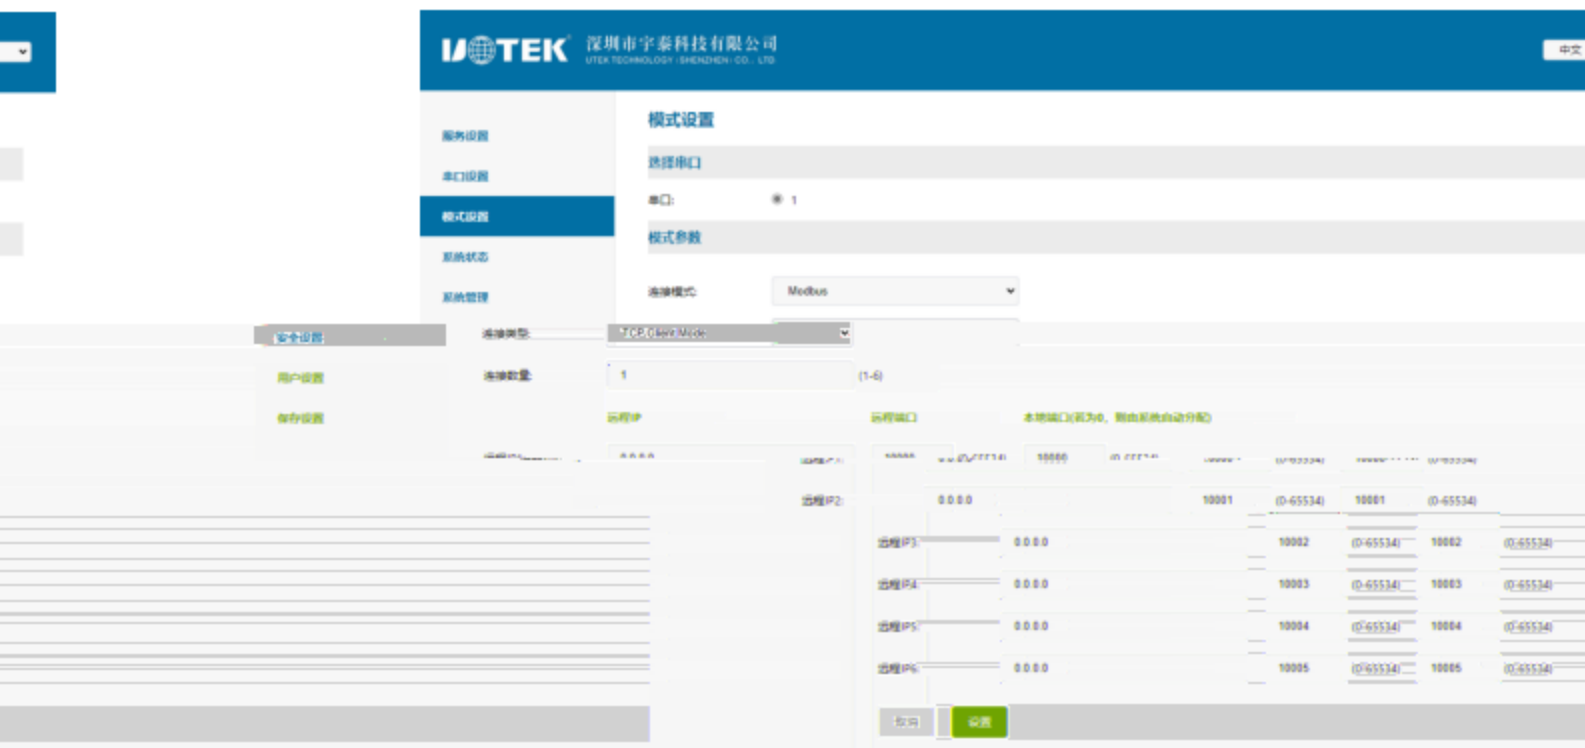 UTEK 深圳市宇泰科技有限公司
UTEK TECHNOLOGY (SHENZHEN) CO., LTD
中文
模式设置
服务设置
选择串口
串口设置
串口: 1
模式设置
模式参数
系统状态
连接模式: Modbus
系统管理
安全设置
连接类型: TCP Client Mode
用户设置
连接数量: 1 (1-6)
保存设置
远程IP 远程端口 本地端口(若为0，则由系统自动分配)
0.0.0.0 10000 10000
远程IP2: 0.0.0.0 10001 (0-65534) 10001 (0-65534)
远程IP3: 0.0.0.0 10002 (0-65534) 10002 (0-65534)
远程IP4: 0.0.0.0 10003 (0-65534) 10003 (0-65534)
远程IP5: 0.0.0.0 10004 (0-65534) 10004 (0-65534)
远程IP6: 0.0.0.0 10005 (0-65534) 10005 (0-65534)
取消 设置